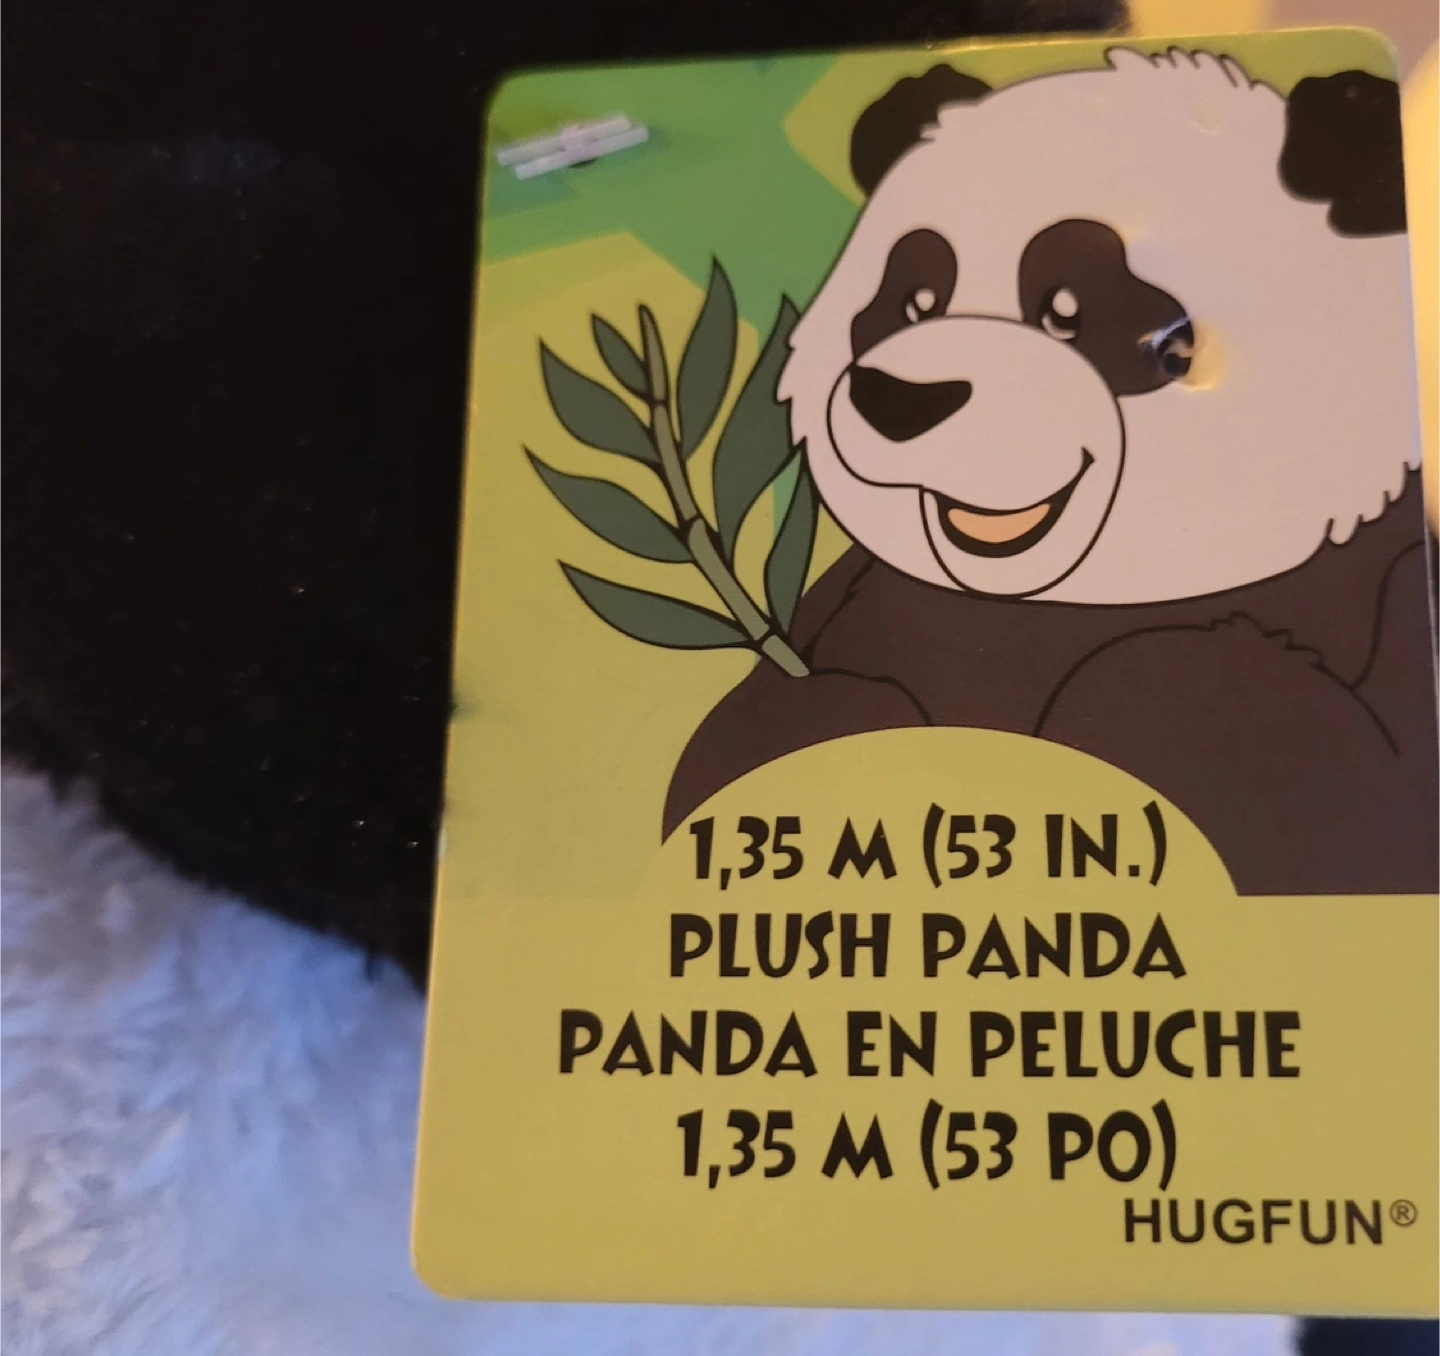 1,35 M (53 IN.)
PLUSH PANDA
PANDA EN PELUCHE
1,35 M (53 PO)
HUGFUN®